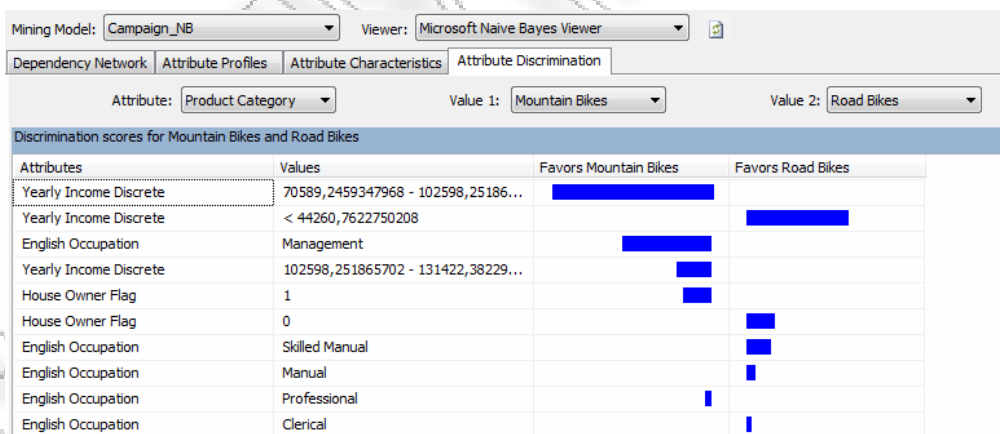 Mining Model: Campaign_NB Viewer: Microsoft Naive Bayes Viewer
Dependency Network Attribute Profiles Attribute Characteristics Attribute Discrimination
Attribute: Product Category Value 1: Mountain Bikes Value 2: Road Bikes
Discrimination scores for Mountain Bikes and Road Bikes
Attributes Values Favors Mountain Bikes Favors Road Bikes
Yearly Income Discrete 70589,2459347968 - 102598,25186...
Yearly Income Discrete < 44260,7622750208
English Occupation Management
Yearly Income Discrete 102598,251865702 - 131422,38229...
House Owner Flag 1
House Owner Flag 0
English Occupation Skilled Manual
English Occupation Manual
English Occupation Professional
English Occupation Clerical